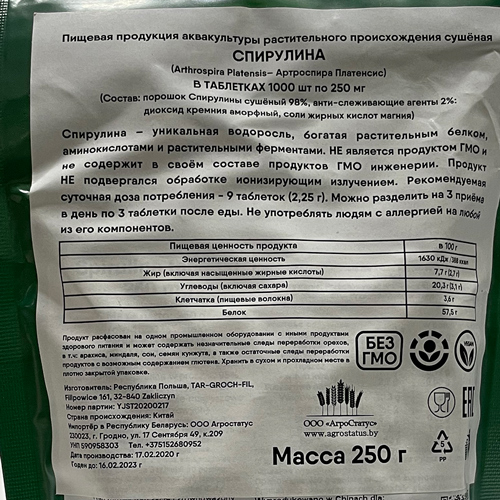 Пищевая продукция аквакультуры растительного происхождения сушёная
СПИРУЛИНА
(Arthrospira Platensis– Артроспира Платенсис)
В ТАБЛЕТКАХ 1000 шт по 250 мг
(Состав: порошок Спирулины сушёный 98%, анти-слеживающие агенты 2%:
диоксид кремния аморфный, соли жирных кислот магния)
Спирулина – уникальная водоросль, богатая растительным белком,
аминокислотами и растительными ферментами. НЕ является продуктом ГМО и
не содержит в своём составе продуктов ГМО инженерии. Продукт
НЕ подвергался обработке ионизирующим излучением. Рекомендуемая
суточная доза потребления - 9 таблеток (2,25 г). Можно разделить на 3 приёма
в день по 3 таблетки после еды. Не употреблять людям с аллергией на любой
из его компонентов.
Пищевая ценность продукта в 100 г
Энергетическая ценность 1630 кДж / 388 ккал
Жир (включая насыщенные жирные кислоты) 7,7 г (2,7 г)
Углеводы (включая сахара) 20,3 г (3,1 г)
Клетчатка (пищевые волокна) 3,6 г
Белок 57,5 г
Продукт расфасован на одном промышленном оборудовании с иными продуктами
здорового питания и может содержать незначительные следы переработки орехов,
в т.ч. арахиса, миндаля, сои, семян кунжута, а также остаточные следы переработки
продуктов с возможным содержанием глютена. Хранить в сухом и прохладном месте в
плотно закрытой упаковке.
БЕЗ
ГМО
VEGAN
Изготовитель: Республика Польша, TAR-GROCH-FIL,
Filipowice 161, 32-840 Zakliczyn
Номер партии: YJST20200217
Страна происхождения: Китай
Импортёр в Республику Беларусь: ООО Агростатус
230023, г. Гродно, ул. 17 Сентября 49, к.209
УНП 590958303 Тел. +375152680952
Дата производства: 17.02.2020 г
Годен до 16.02.2023 г
ООО «АгроСтатус»
www.agrostatus.by
Масса 250 г
EAC
5
PP